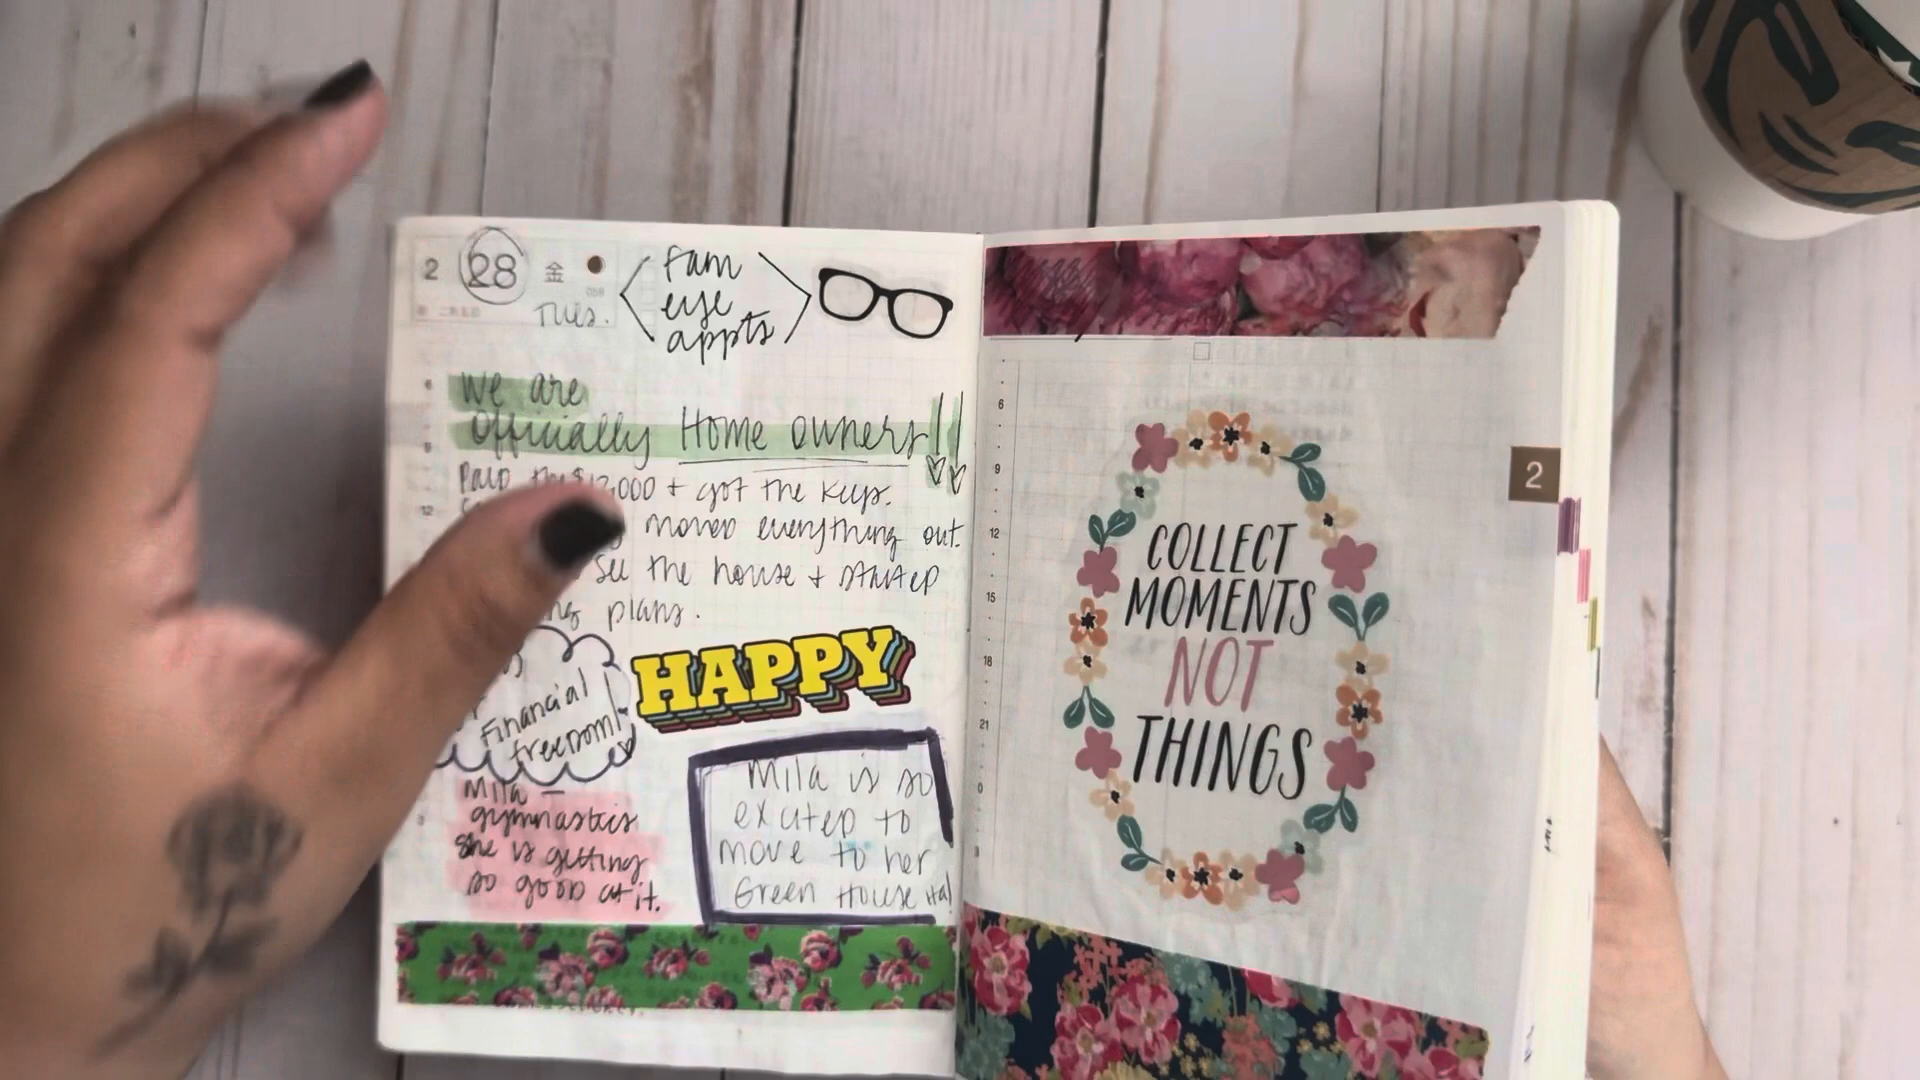 2 28 金
Tues.
Fam
eye
appts
We are
Officially Home owners!!
Paid the $ ,000 + got the keys.
moved everything out.
see the house + started
plans.
HAPPY
Financial
freedom!
Mila —
gymnastics
she is getting
so good at it.
Mila is so
excited to
move to her
Green House
6
9
12
15
18
21
0
2
COLLECT
MOMENTS
NOT
THINGS